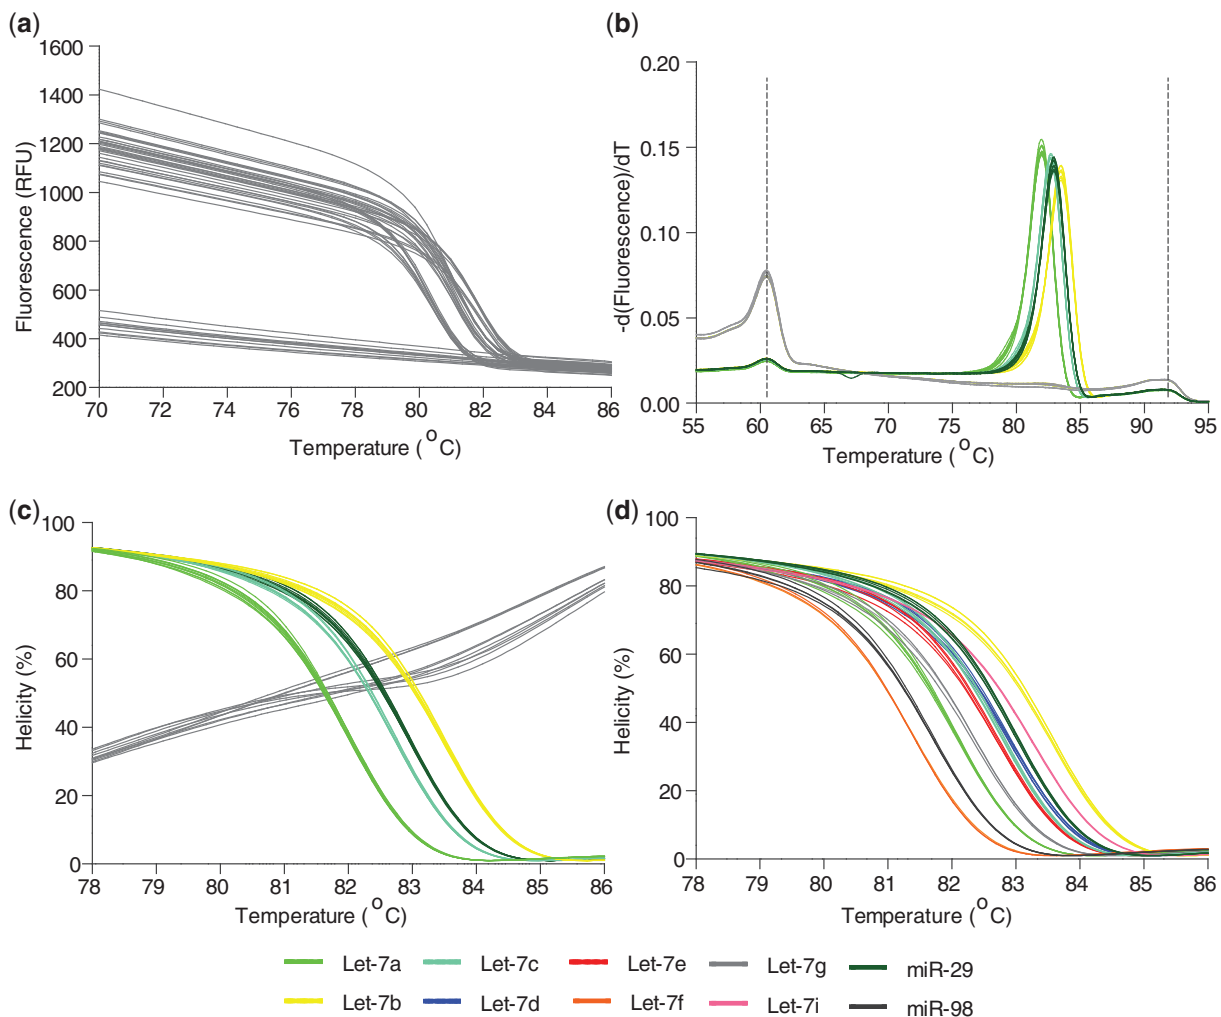 (a)
1600
1400
1200
1000
800
600
400
200
Fluorescence (RFU)
70 72 74 76 78 80 82 84 86
Temperature (°C)
(b)
0.20
0.15
0.10
0.05
0.00
-d(Fluorescence)/dT
55 60 65 70 75 80 85 90 95
Temperature (°C)
(c)
100
80
60
40
20
0
Helicity (%)
78 79 80 81 82 83 84 85 86
Temperature (°C)
(d)
100
80
60
40
20
0
Helicity (%)
78 79 80 81 82 83 84 85 86
Temperature (°C)
Let-7a Let-7c Let-7e Let-7g miR-29
Let-7b Let-7d Let-7f Let-7i miR-98